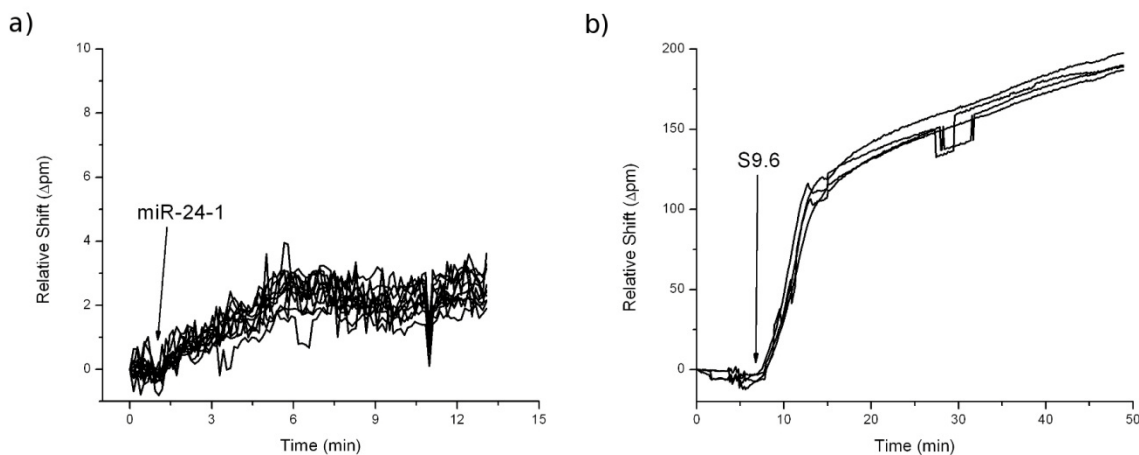 a)
10
8
6
4
2
0
Relative Shift (Δpm)
miR-24-1
0 3 6 9 12 15
Time (min)
b)
200
150
100
50
0
Relative Shift (Δpm)
S9.6
0 10 20 30 40 50
Time (min)